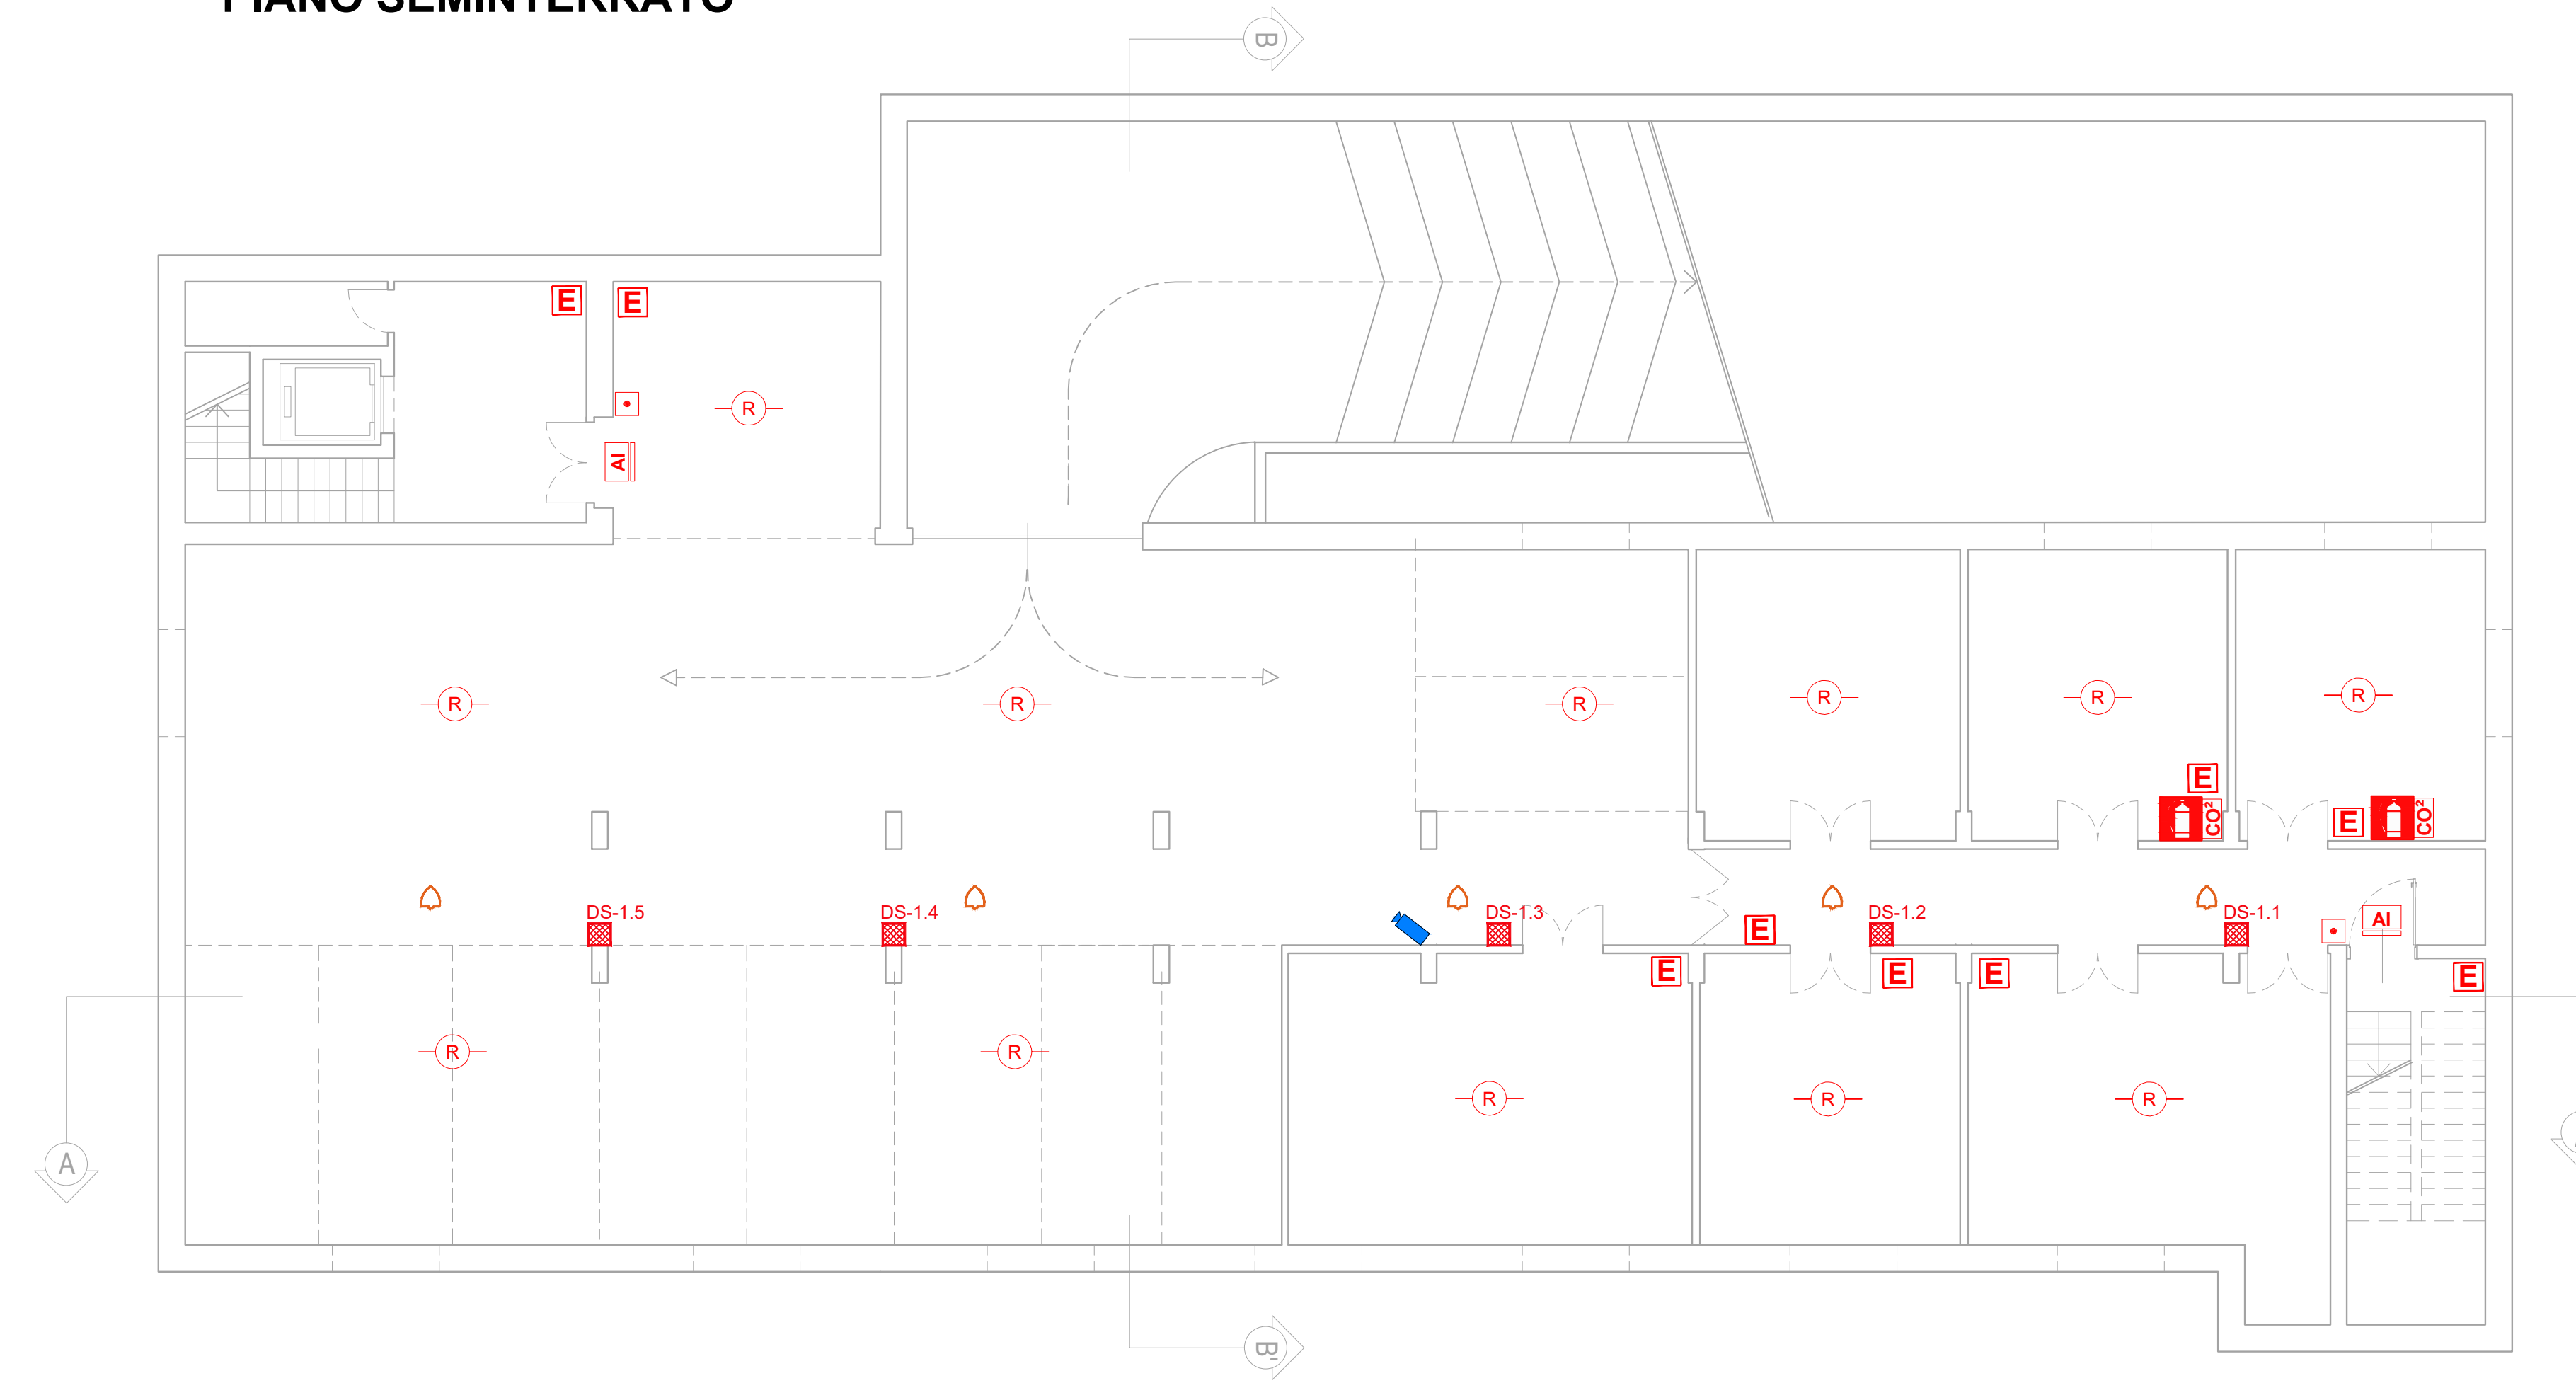 PIANO SEMINTERRATO
B
E
E
R
AI
R
R
R
R
R
R
E
CO²
E
CO²
DS-1.5
DS-1.4
DS-1.3
DS-1.2
DS-1.1
AI
E
E
E
E
E
R
R
R
R
R
A
B'